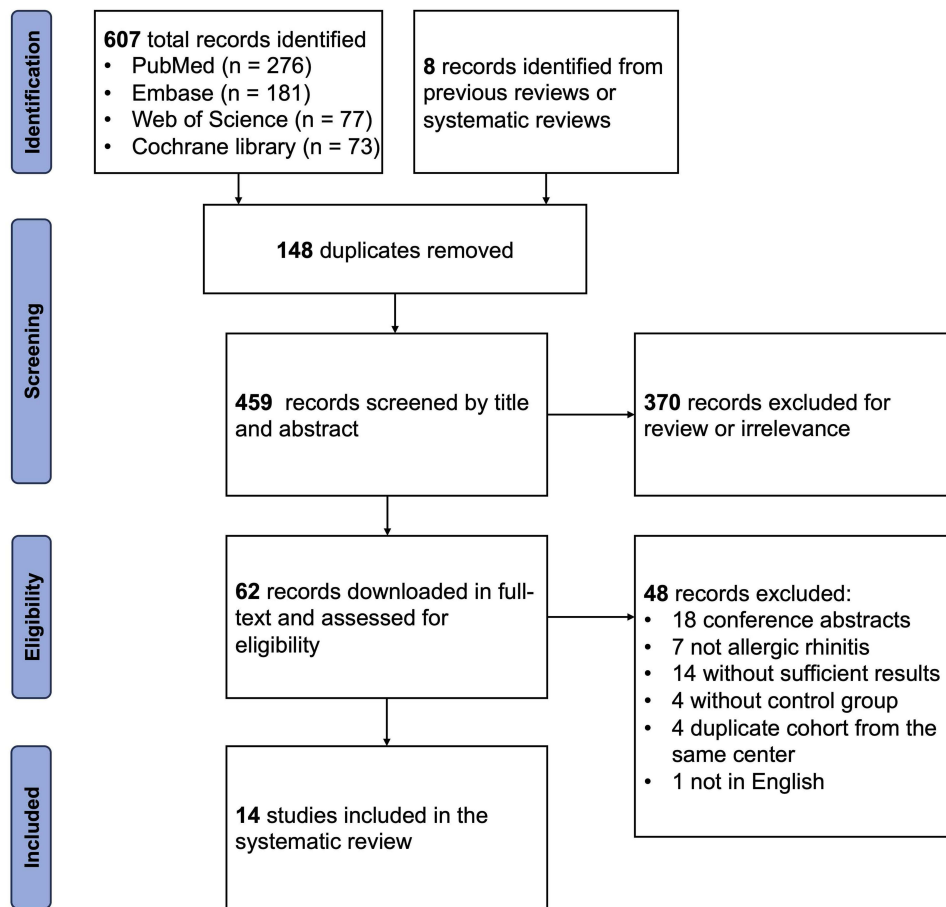 Identification
607 total records identified
• PubMed (n = 276)
• Embase (n = 181)
• Web of Science (n = 77)
• Cochrane library (n = 73)
8 records identified from
previous reviews or
systematic reviews
Screening
148 duplicates removed
459 records screened by title
and abstract
370 records excluded for
review or irrelevance
Eligibility
62 records downloaded in full-
text and assessed for
eligibility
48 records excluded:
• 18 conference abstracts
• 7 not allergic rhinitis
• 14 without sufficient results
• 4 without control group
• 4 duplicate cohort from the
same center
• 1 not in English
Included
14 studies included in the
systematic review